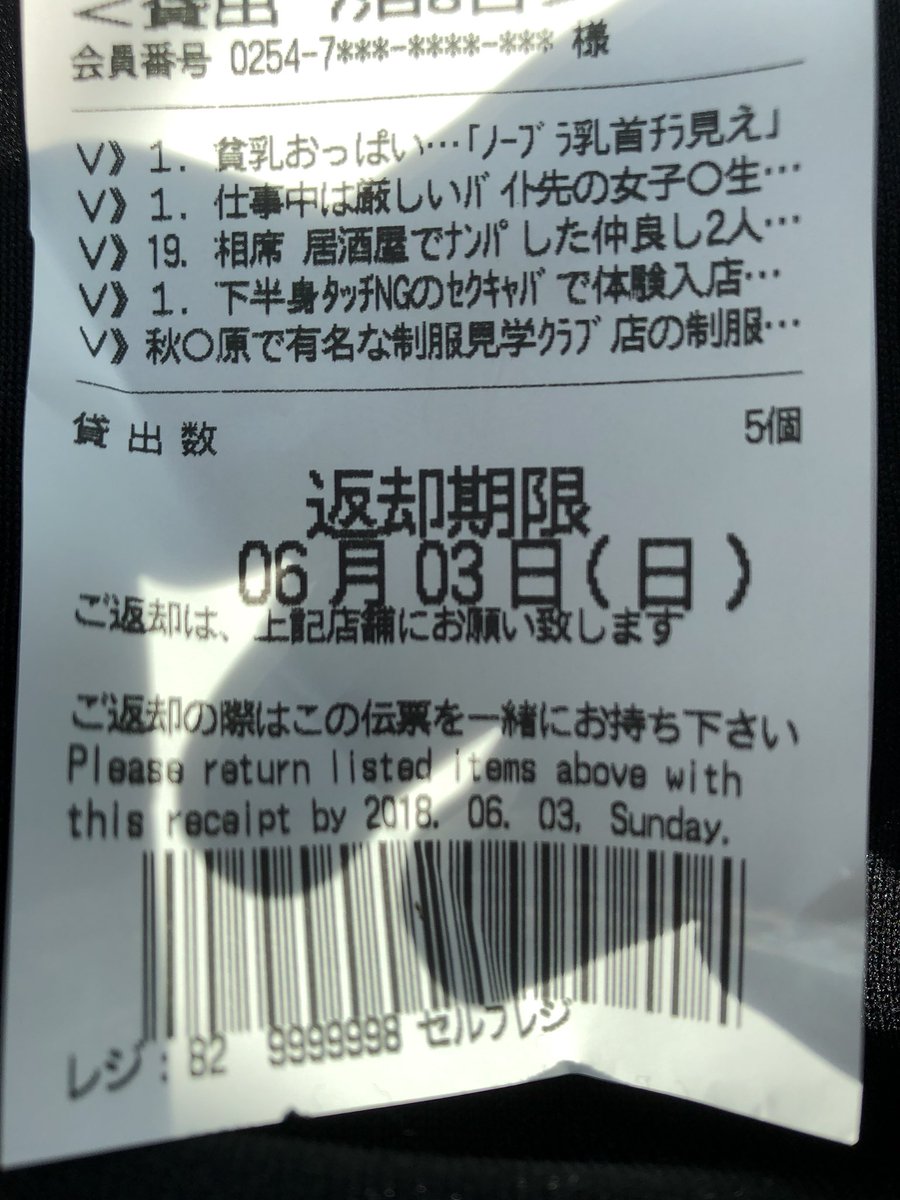 ＜貸出 7泊8日
会員番号 0254-7***-****-*** 様
V》1. 貧乳おっぱい…「ﾉｰﾌﾞﾗ乳首ﾁﾗ見え」
V》1. 仕事中は厳しいﾊﾞｲﾄ先の女子〇生…
V》19. 相席 居酒屋でﾅﾝﾊﾟした仲良し2人…
V》1. 下半身ﾀｯﾁNGのｾｸｷｬﾊﾞで体験入店…
V》秋〇原で有名な制服見学ｸﾗﾌﾞ店の制服…
貸出数 5個
返却期限
06月03日(日)
ご返却は、上記店舗にお願い致します
ご返却の際はこの伝票を一緒にお持ち下さい
Please return listed items above with
this receipt by 2018. 06. 03, Sunday.
レジ: 82 9999998 セルフレジ